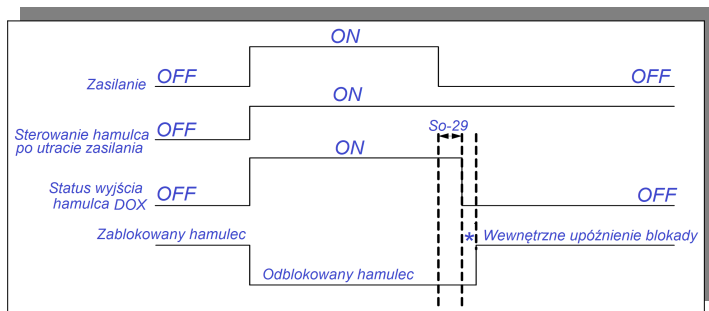 ON
Zasilanie OFF OFF
ON
Sterowanie hamulca
po utracie zasilania OFF
So-29
ON
Status wyjścia
hamulca DOX OFF OFF
Zablokowany hamulec * Wewnętrzne upóźnienie blokady
Odblokowany hamulec